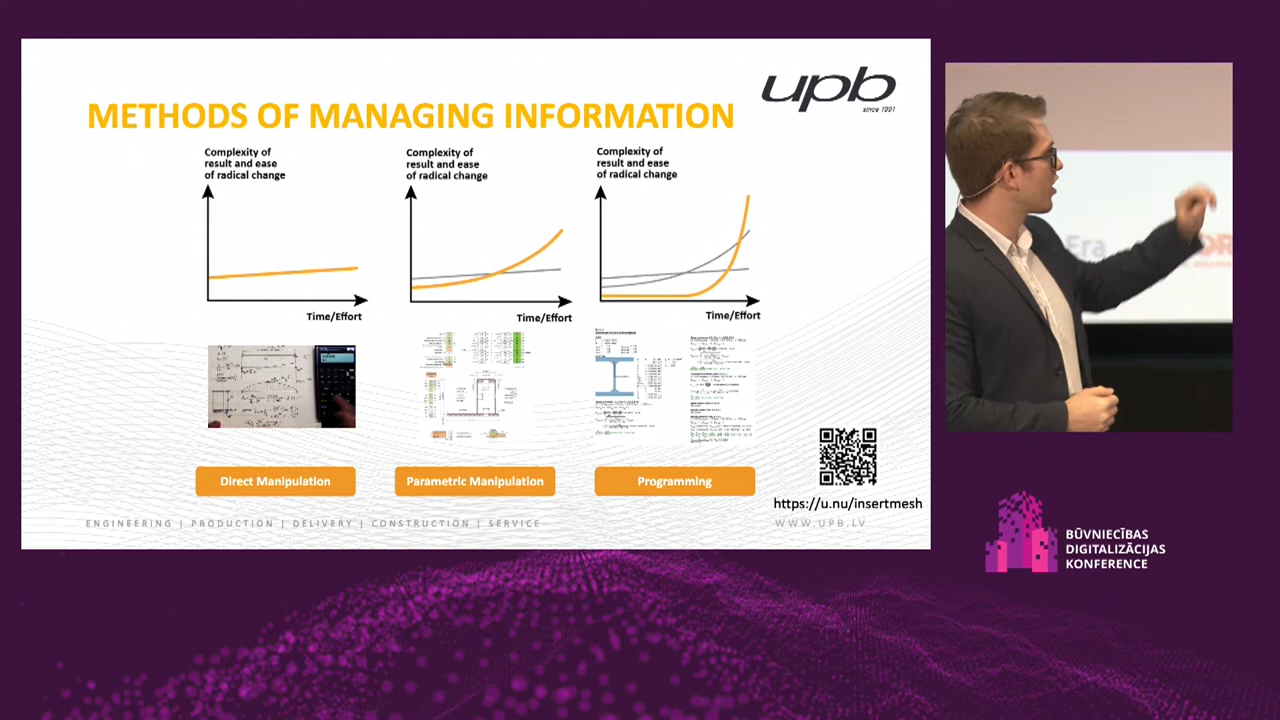 upb
since 1991
METHODS OF MANAGING INFORMATION
Complexity of
result and ease
of radical change
Time/Effort
Complexity of
result and ease
of radical change
Time/Effort
Complexity of
result and ease
of radical change
Time/Effort
Direct Manipulation
Parametric Manipulation
Programming
https://u.nu/insertmesh
ENGINEERING | PRODUCTION | DELIVERY | CONSTRUCTION | SERVICE
WWW.UPB.LV
Era
BŪVNIECĪBAS
DIGITALIZĀCIJAS
KONFERENCE